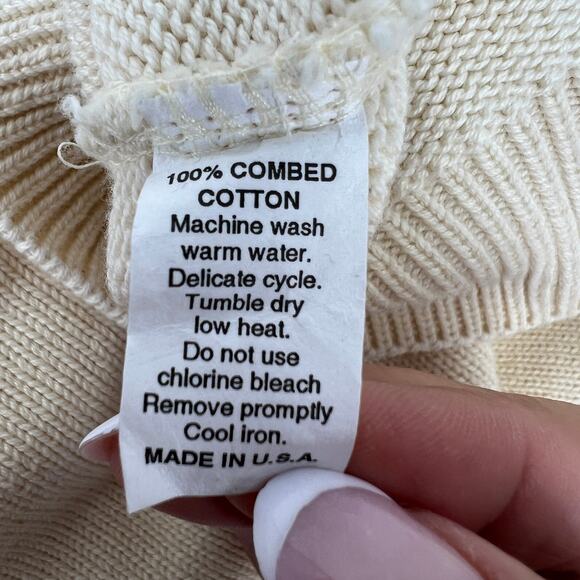 100% COMBED
COTTON
Machine wash
warm water.
Delicate cycle.
Tumble dry
low heat.
Do not use
chlorine bleach
Remove promptly
Cool iron.
MADE IN U.S.A.